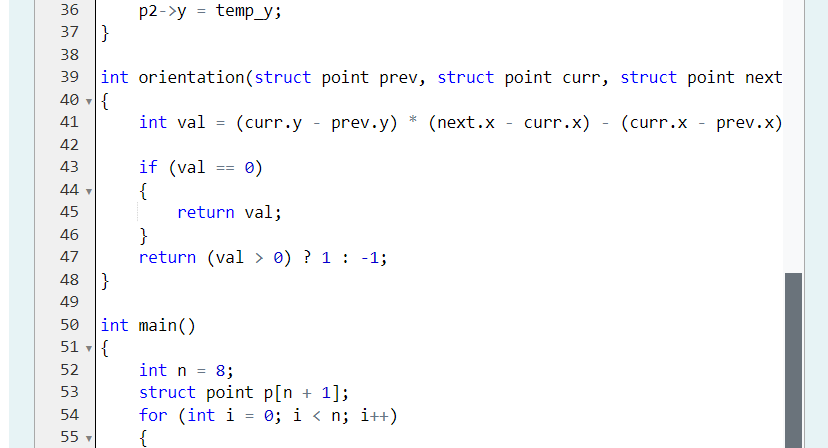 36     p2->y = temp_y;
37 }
38
39 int orientation(struct point prev, struct point curr, struct point next
40 {
41     int val = (curr.y - prev.y) * (next.x - curr.x) - (curr.x - prev.x)
42
43     if (val == 0)
44     {
45         return val;
46     }
47     return (val > 0) ? 1 : -1;
48 }
49
50 int main()
51 {
52     int n = 8;
53     struct point p[n + 1];
54     for (int i = 0; i < n; i++)
55     {